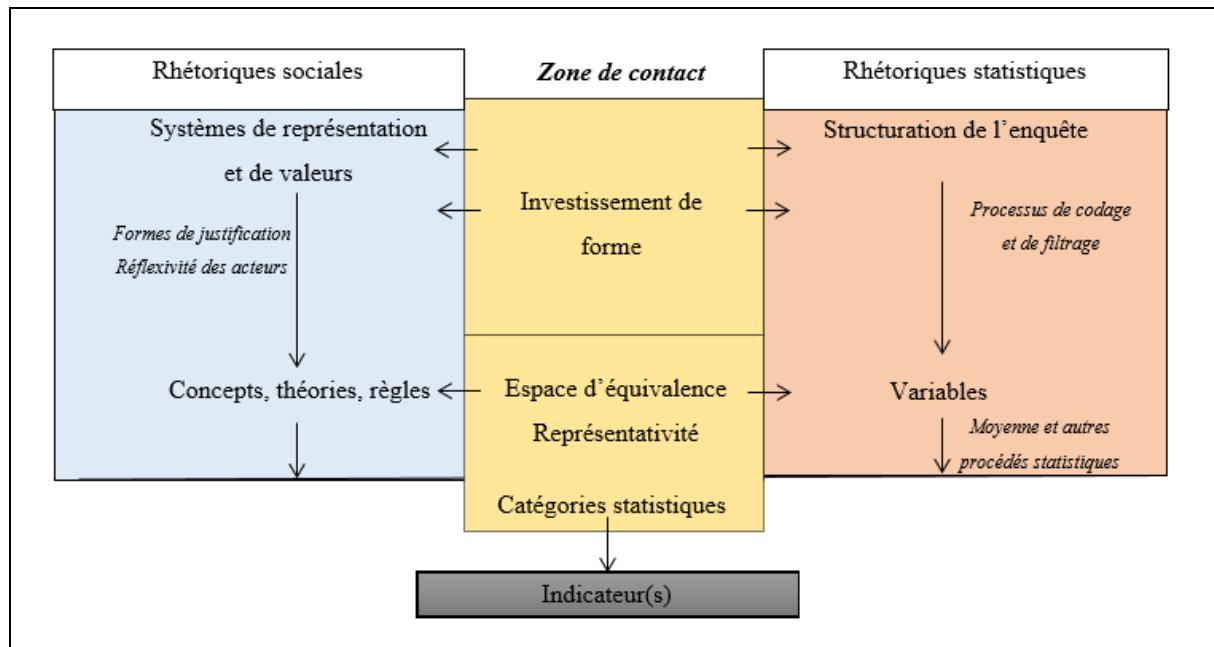 Rhétoriques sociales
Zone de contact
Rhétoriques statistiques
Systèmes de représentation
et de valeurs
Formes de justification
Réflexivité des acteurs
Concepts, théories, règles
Investissement de
forme
Espace d'équivalence
Représentativité
Catégories statistiques
Structuration de l'enquête
Processus de codage
et de filtrage
Variables
Moyenne et autres
procédés statistiques
Indicateur(s)